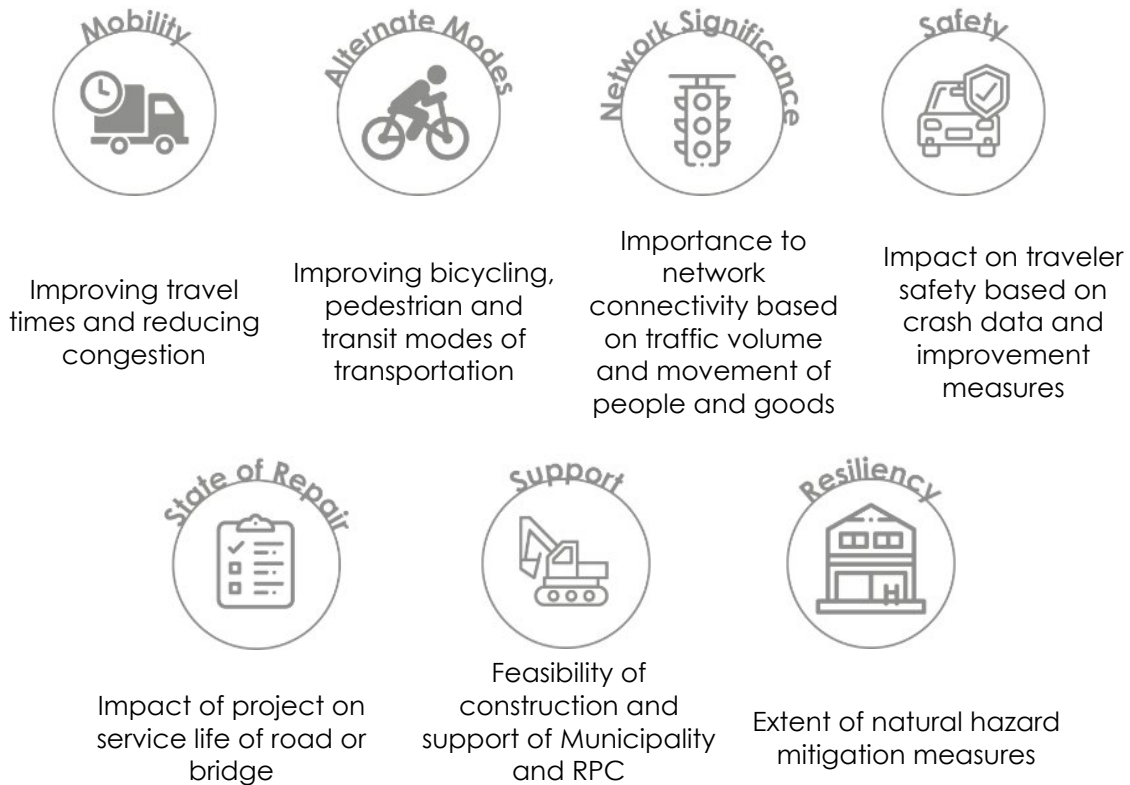 Mobility
Alternate Modes
Network Significance
Safety
Improving travel
times and reducing
congestion
Improving bicycling,
pedestrian and
transit modes of
transportation
Importance to
network
connectivity based
on traffic volume
and movement of
people and goods
Impact on traveler
safety based on
crash data and
improvement
measures
State of Repair
Support
Resiliency
Impact of project on
service life of road or
bridge
Feasibility of
construction and
support of Municipality
and RPC
Extent of natural hazard
mitigation measures